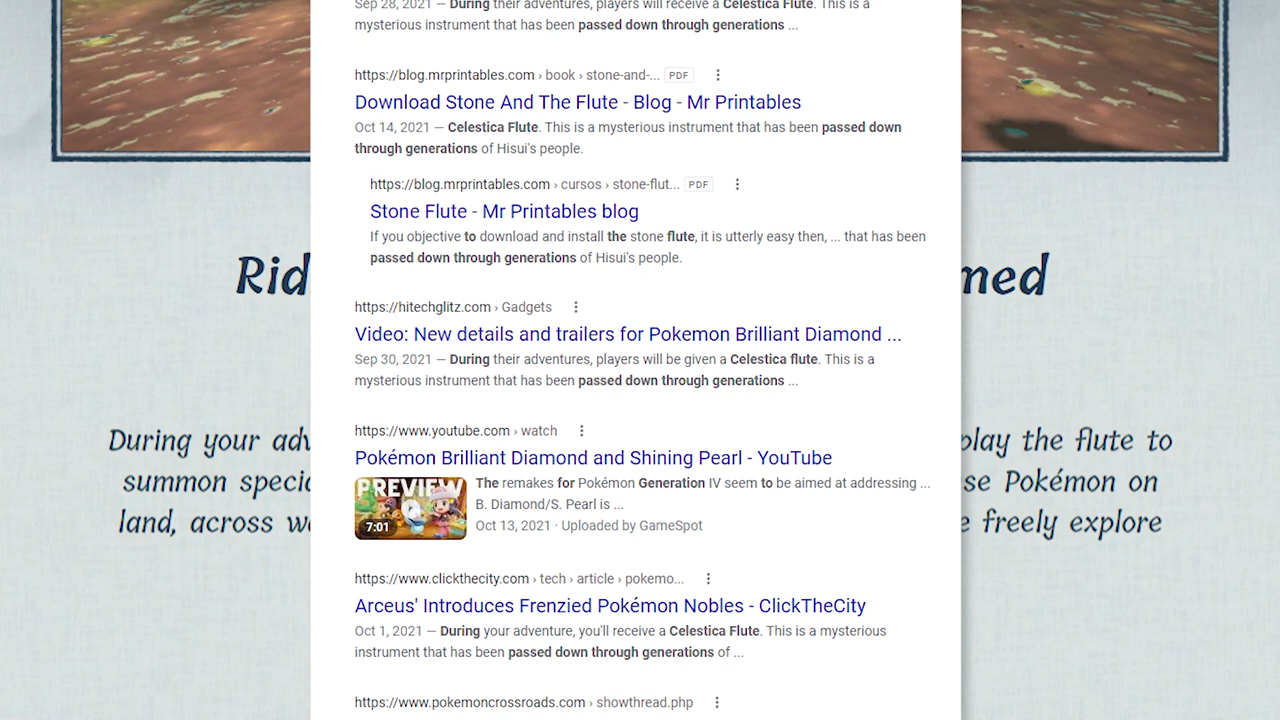 Sep 28, 2021 — During their adventures, players will receive a Celestica Flute. This is a
mysterious instrument that has been passed down through generations ...
https://blog.mrprintables.com › book › stone-and-... PDF
Download Stone And The Flute - Blog - Mr Printables
Oct 14, 2021 — Celestica Flute. This is a mysterious instrument that has been passed down
through generations of Hisui's people.
https://blog.mrprintables.com › cursos › stone-flut... PDF
Stone Flute - Mr Printables blog
If you objective to download and install the stone flute, it is utterly easy then, ... that has been
passed down through generations of Hisui's people.
Rid
med
https://hitechglitz.com › Gadgets
Video: New details and trailers for Pokemon Brilliant Diamond ...
Sep 30, 2021 — During their adventures, players will be given a Celestica flute. This is a
mysterious instrument that has been passed down through generations ...
https://www.youtube.com › watch
Pokémon Brilliant Diamond and Shining Pearl - YouTube
PREVIEW
7:01
The remakes for Pokémon Generation IV seem to be aimed at addressing ...
B. Diamond/S. Pearl is ...
Oct 13, 2021 · Uploaded by GameSpot
During your adv
play the flute to
summon specia
se Pokémon on
land, across wa
e freely explore
https://www.clickthecity.com › tech › article › pokemo...
Arceus' Introduces Frenzied Pokémon Nobles - ClickTheCity
Oct 1, 2021 — During your adventure, you'll receive a Celestica Flute. This is a mysterious
instrument that has been passed down through generations of ...
https://www.pokemoncrossroads.com › showthread.php